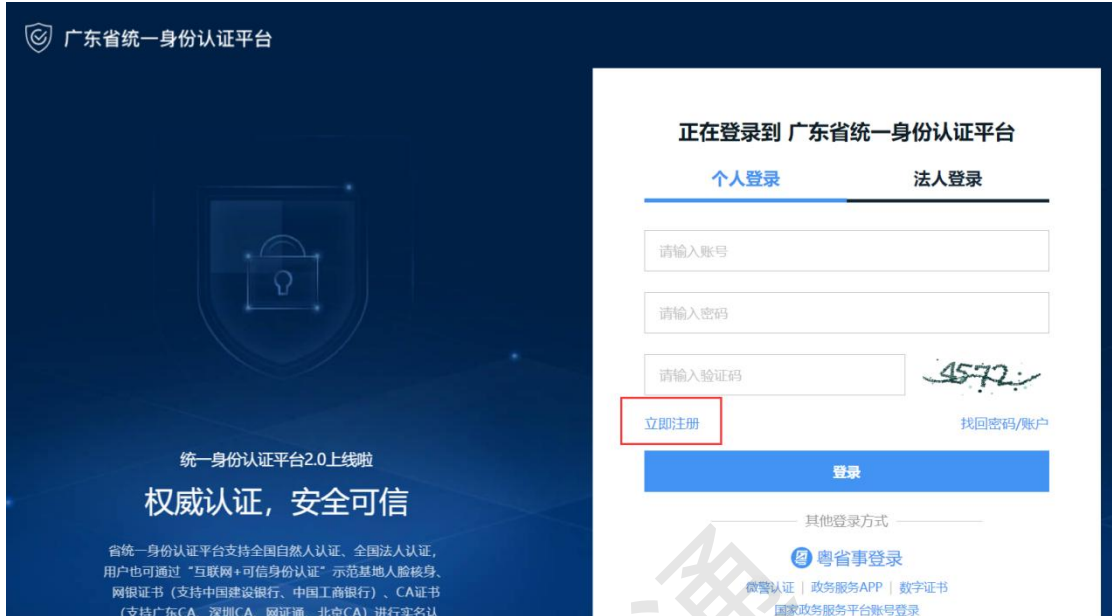 广东省统一身份认证平台
正在登录到 广东省统一身份认证平台
个人登录 法人登录
请输入账号
请输入密码
请输入验证码 4572
立即注册 找回密码/账户
登录
其他登录方式
粤省事登录
微警认证 | 政务服务APP | 数字证书
国家政务服务平台账号登录
统一身份认证平台2.0上线啦
权威认证，安全可信
省统一身份认证平台支持全国自然人认证、全国法人认证，
用户也可通过“互联网+可信身份认证”示范基地人脸核身、
网银证书（支持中国建设银行、中国工商银行）、CA证书
（支持广东CA、深圳CA、网证通、北京CA）进行实名认
通